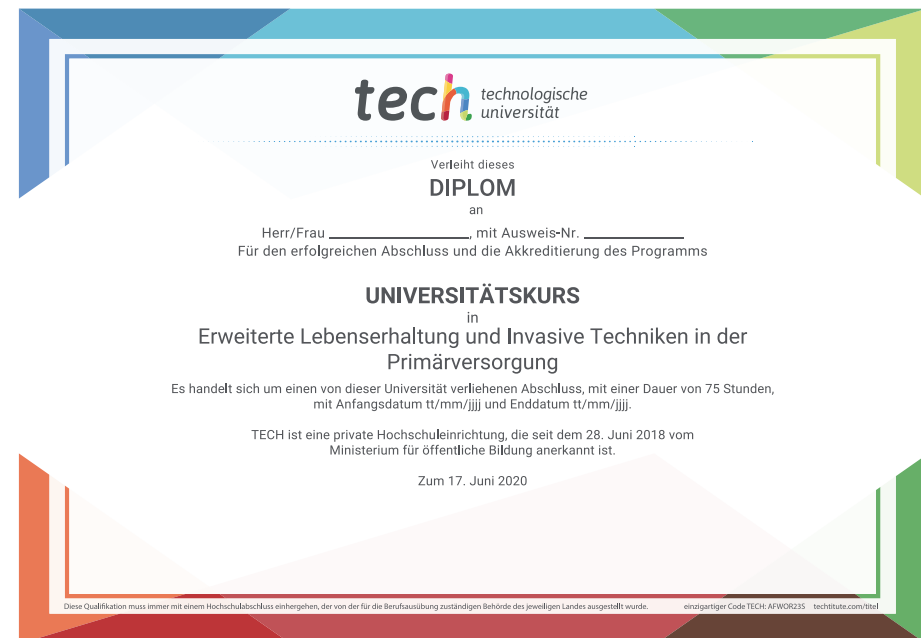 tech technologische
universität
Verleiht dieses
DIPLOM
an
Herr/Frau ____________________, mit Ausweis-Nr. ______________
Für den erfolgreichen Abschluss und die Akkreditierung des Programms
UNIVERSITÄTSKURS
in
Erweiterte Lebenserhaltung und Invasive Techniken in der
Primärversorgung
Es handelt sich um einen von dieser Universität verliehenen Abschluss, mit einer Dauer von 75 Stunden,
mit Anfangsdatum tt/mm/jjjj und Enddatum tt/mm/jjjj.
TECH ist eine private Hochschuleinrichtung, die seit dem 28. Juni 2018 vom
Ministerium für öffentliche Bildung anerkannt ist.
Zum 17. Juni 2020
Diese Qualifikation muss immer mit einem Hochschulabschluss einhergehen, der von der für die Berufsausübung zuständigen Behörde des jeweiligen Landes ausgestellt wurde. einzigartiger Code TECH: AFWOR23S techtitute.com/titel